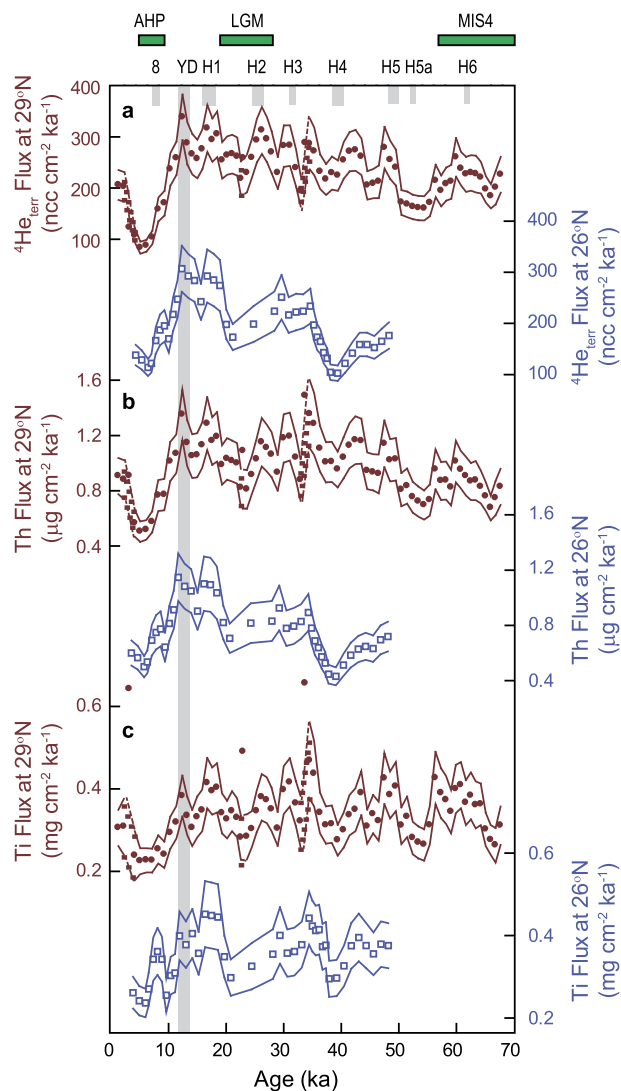 AHP LGM MIS4
8 YD H1 H2 H3 H4 H5 H5a H6
a
400
300
200
100
⁴Heterr Flux at 29°N
(ncc cm⁻² ka⁻¹)
400
300
200
100
⁴Heterr Flux at 26°N
(ncc cm⁻² ka⁻¹)
b
1.6
1.2
0.8
0.4
Th Flux at 29°N
(µg cm⁻² ka⁻¹)
1.6
1.2
0.8
0.4
Th Flux at 26°N
(µg cm⁻² ka⁻¹)
c
0.6
0.4
0.2
Ti Flux at 29°N
(mg cm⁻² ka⁻¹)
0.6
0.4
0.2
Ti Flux at 26°N
(mg cm⁻² ka⁻¹)
0 10 20 30 40 50 60 70
Age (ka)